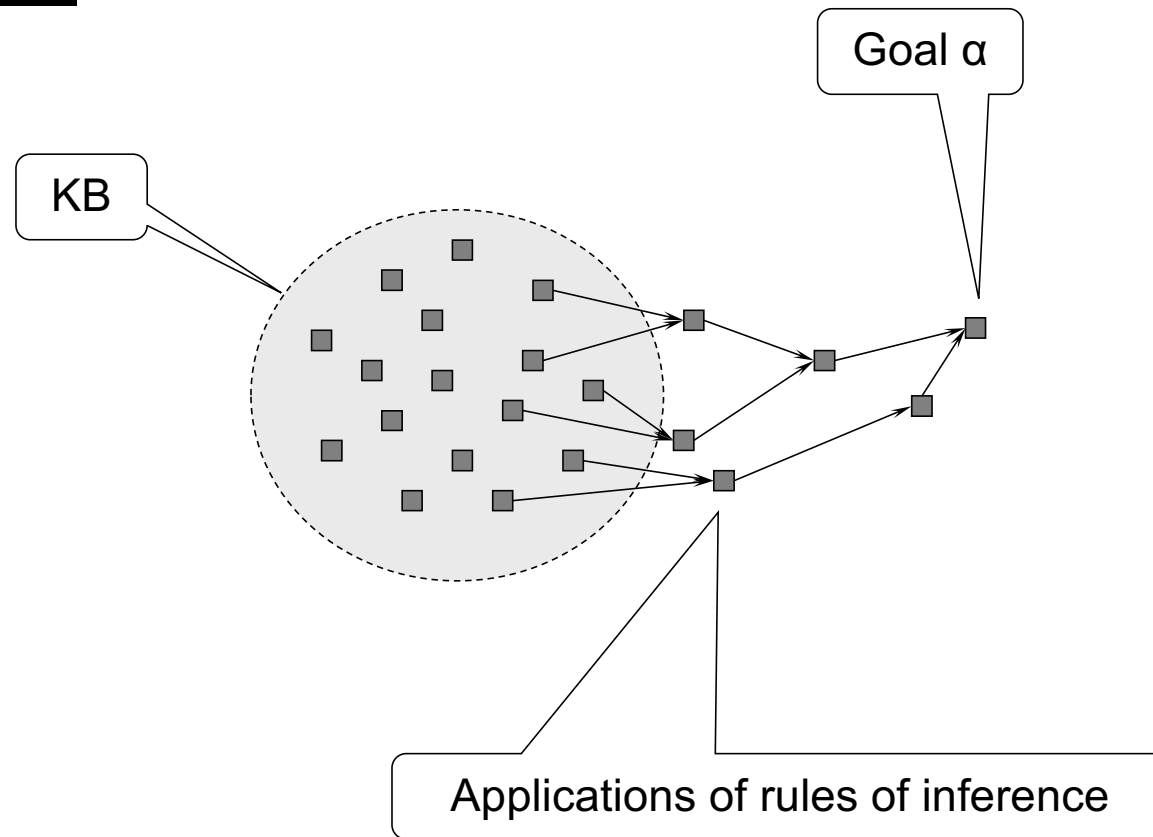 Goal α
KB
Applications of rules of inference